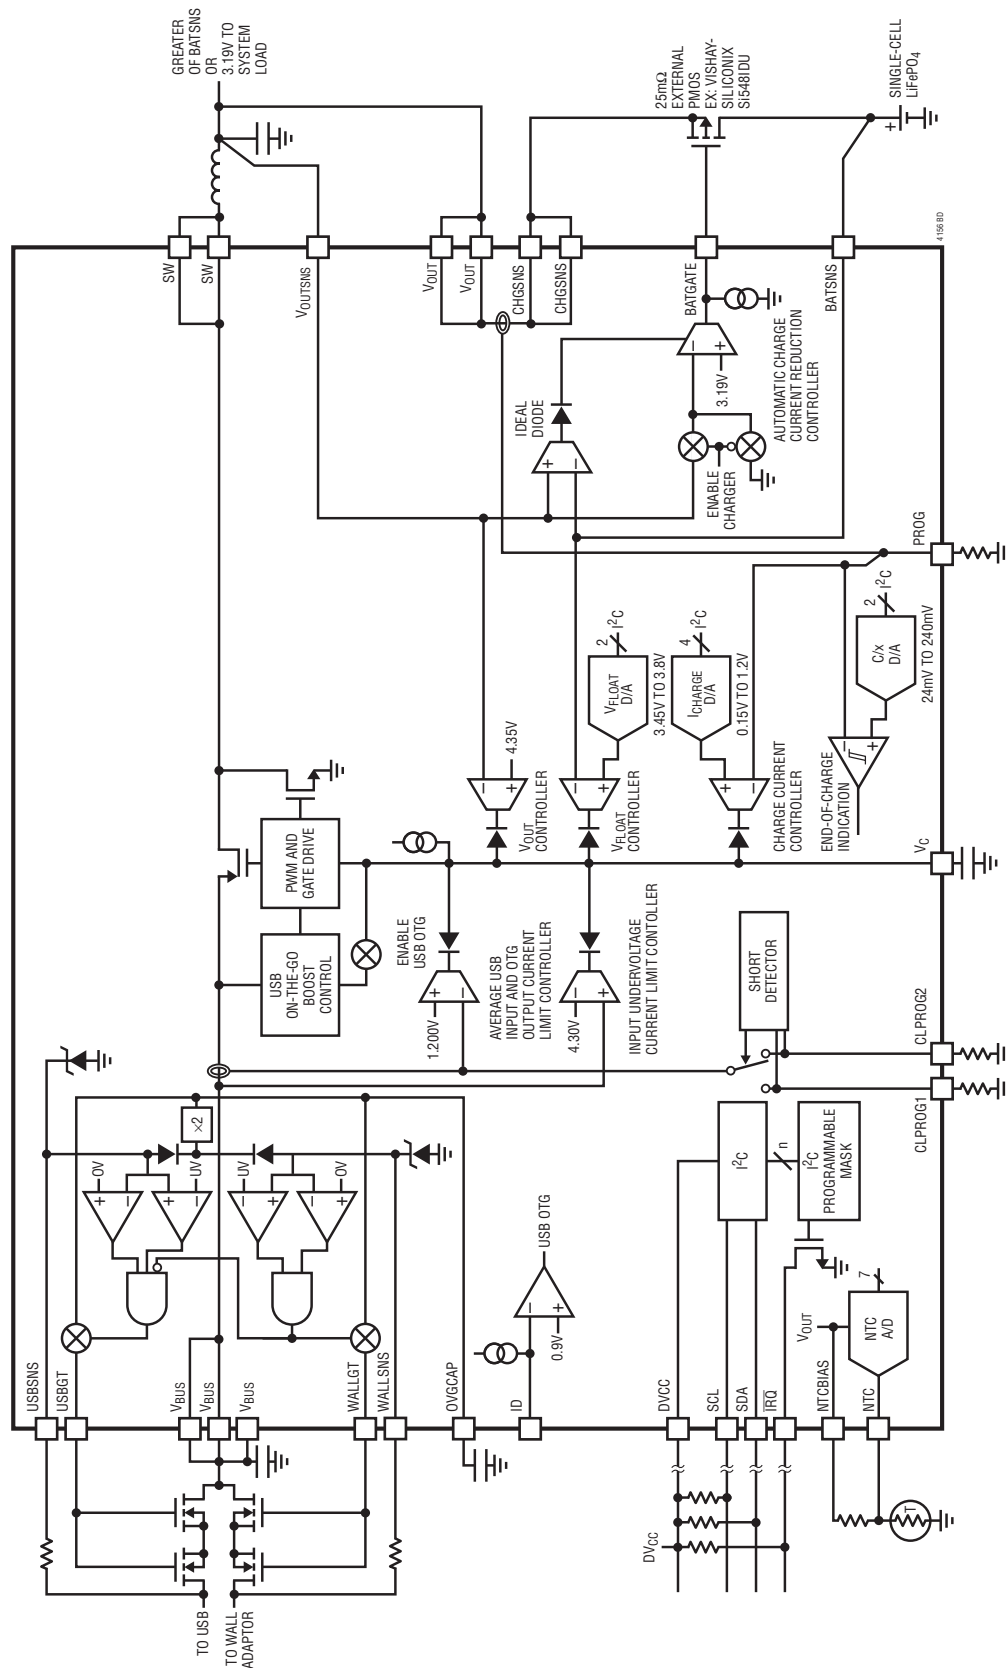 TO USB
TO WALL
ADAPTOR
USBSNS
USBGT
VBUS
VBUS
VBUS
WALLGT
WALLSNS
OVGCAP
ID
DVCC
SCL
SDA
IRQ
NTCBIAS
NTC
DVCC
T
OV
+
–
–
+
UV
×2
UV
+
–
–
+
OV
USB OTG
–
+
0.9V
VOUT
NTC
A/D
7
I2C
n
I2C
PROGRAMMABLE
MASK
CLPROG1
CLPROG2
SHORT
DETECTOR
USB
ON-THE-GO
BOOST
CONTROL
PWM AND
GATE DRIVE
ENABLE
USB OTG
1.200V
+
–
AVERAGE USB
INPUT AND OTG
OUTPUT CURRENT
LIMIT CONTROLLER
4.30V
+
–
INPUT UNDERVOLTAGE
CURRENT LIMIT CONTOLLER
VC
–
+
4.35V
VOUT
CONTROLLER
–
+
VFLOAT
CONTROLLER
VFLOAT
D/A
2
I2C
3.45V TO 3.8V
ICHARGE
D/A
4
I2C
0.15V TO 1.2V
+
–
CHARGE CURRENT
CONTROLLER
–
+
END-OF-CHARGE
INDICATION
C/x
D/A
2
I2C
24mV TO 240mV
PROG
IDEAL
DIODE
+
–
ENABLE
CHARGER
–
+
3.19V
AUTOMATIC CHARGE
CURRENT REDUCTION
CONTROLLER
SW
SW
VOUTSNS
VOUT
VOUT
CHGSNS
CHGSNS
BATGATE
BATSNS
GREATER
OF BATSNS
OR
3.19V TO
SYSTEM
LOAD
25mΩ
EXTERNAL
PMOS
EX: VISHAY-
SILICONIX
Si548IDU
+
SINGLE-CELL
LiFePO4
4156 BD